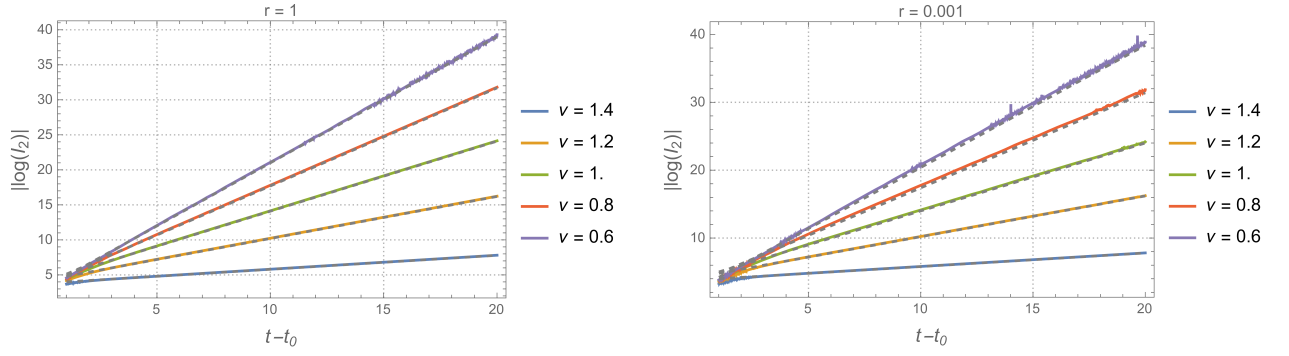 r = 1
|log(I₂)|
40
35
30
25
20
15
10
5
5
10
15
20
t−t₀
ν = 1.4
ν = 1.2
ν = 1.
ν = 0.8
ν = 0.6
r = 0.001
|log(I₂)|
40
30
20
10
5
10
15
20
t−t₀
ν = 1.4
ν = 1.2
ν = 1.
ν = 0.8
ν = 0.6